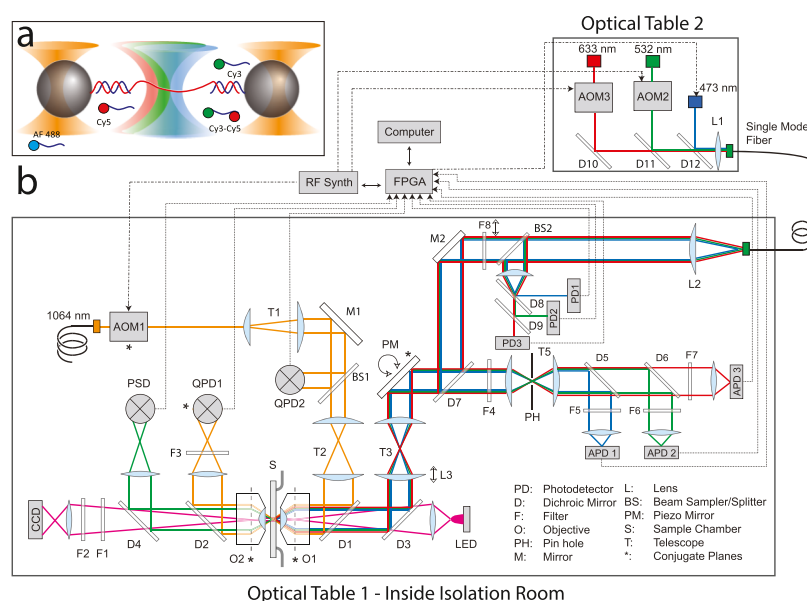 a
Cy5
Cy3
Cy3-Cy5
AF 488
Optical Table 2
633 nm
532 nm
473 nm
AOM3
AOM2
L1
D10
D11
D12
Single Mode
Fiber
b
Computer
RF Synth
FPGA
1064 nm
AOM1
*
T1
M1
BS1
QPD2
PSD
QPD1
*
F3
T2
S
M2
F8
BS2
L2
D8
D9
PD1
PD2
PD3
PM
*
T3
L3
D7
F4
T5
PH
D5
D6
F7
F5
F6
APD 1
APD 2
APD 3
CCD
F2
F1
D4
D2
O2 *
* O1
D1
D3
LED
PD: Photodetector L: Lens
D: Dichroic Mirror BS: Beam Sampler/Splitter
F: Filter PM: Piezo Mirror
O: Objective S: Sample Chamber
PH: Pin hole T: Telescope
M: Mirror *: Conjugate Planes
Optical Table 1 - Inside Isolation Room